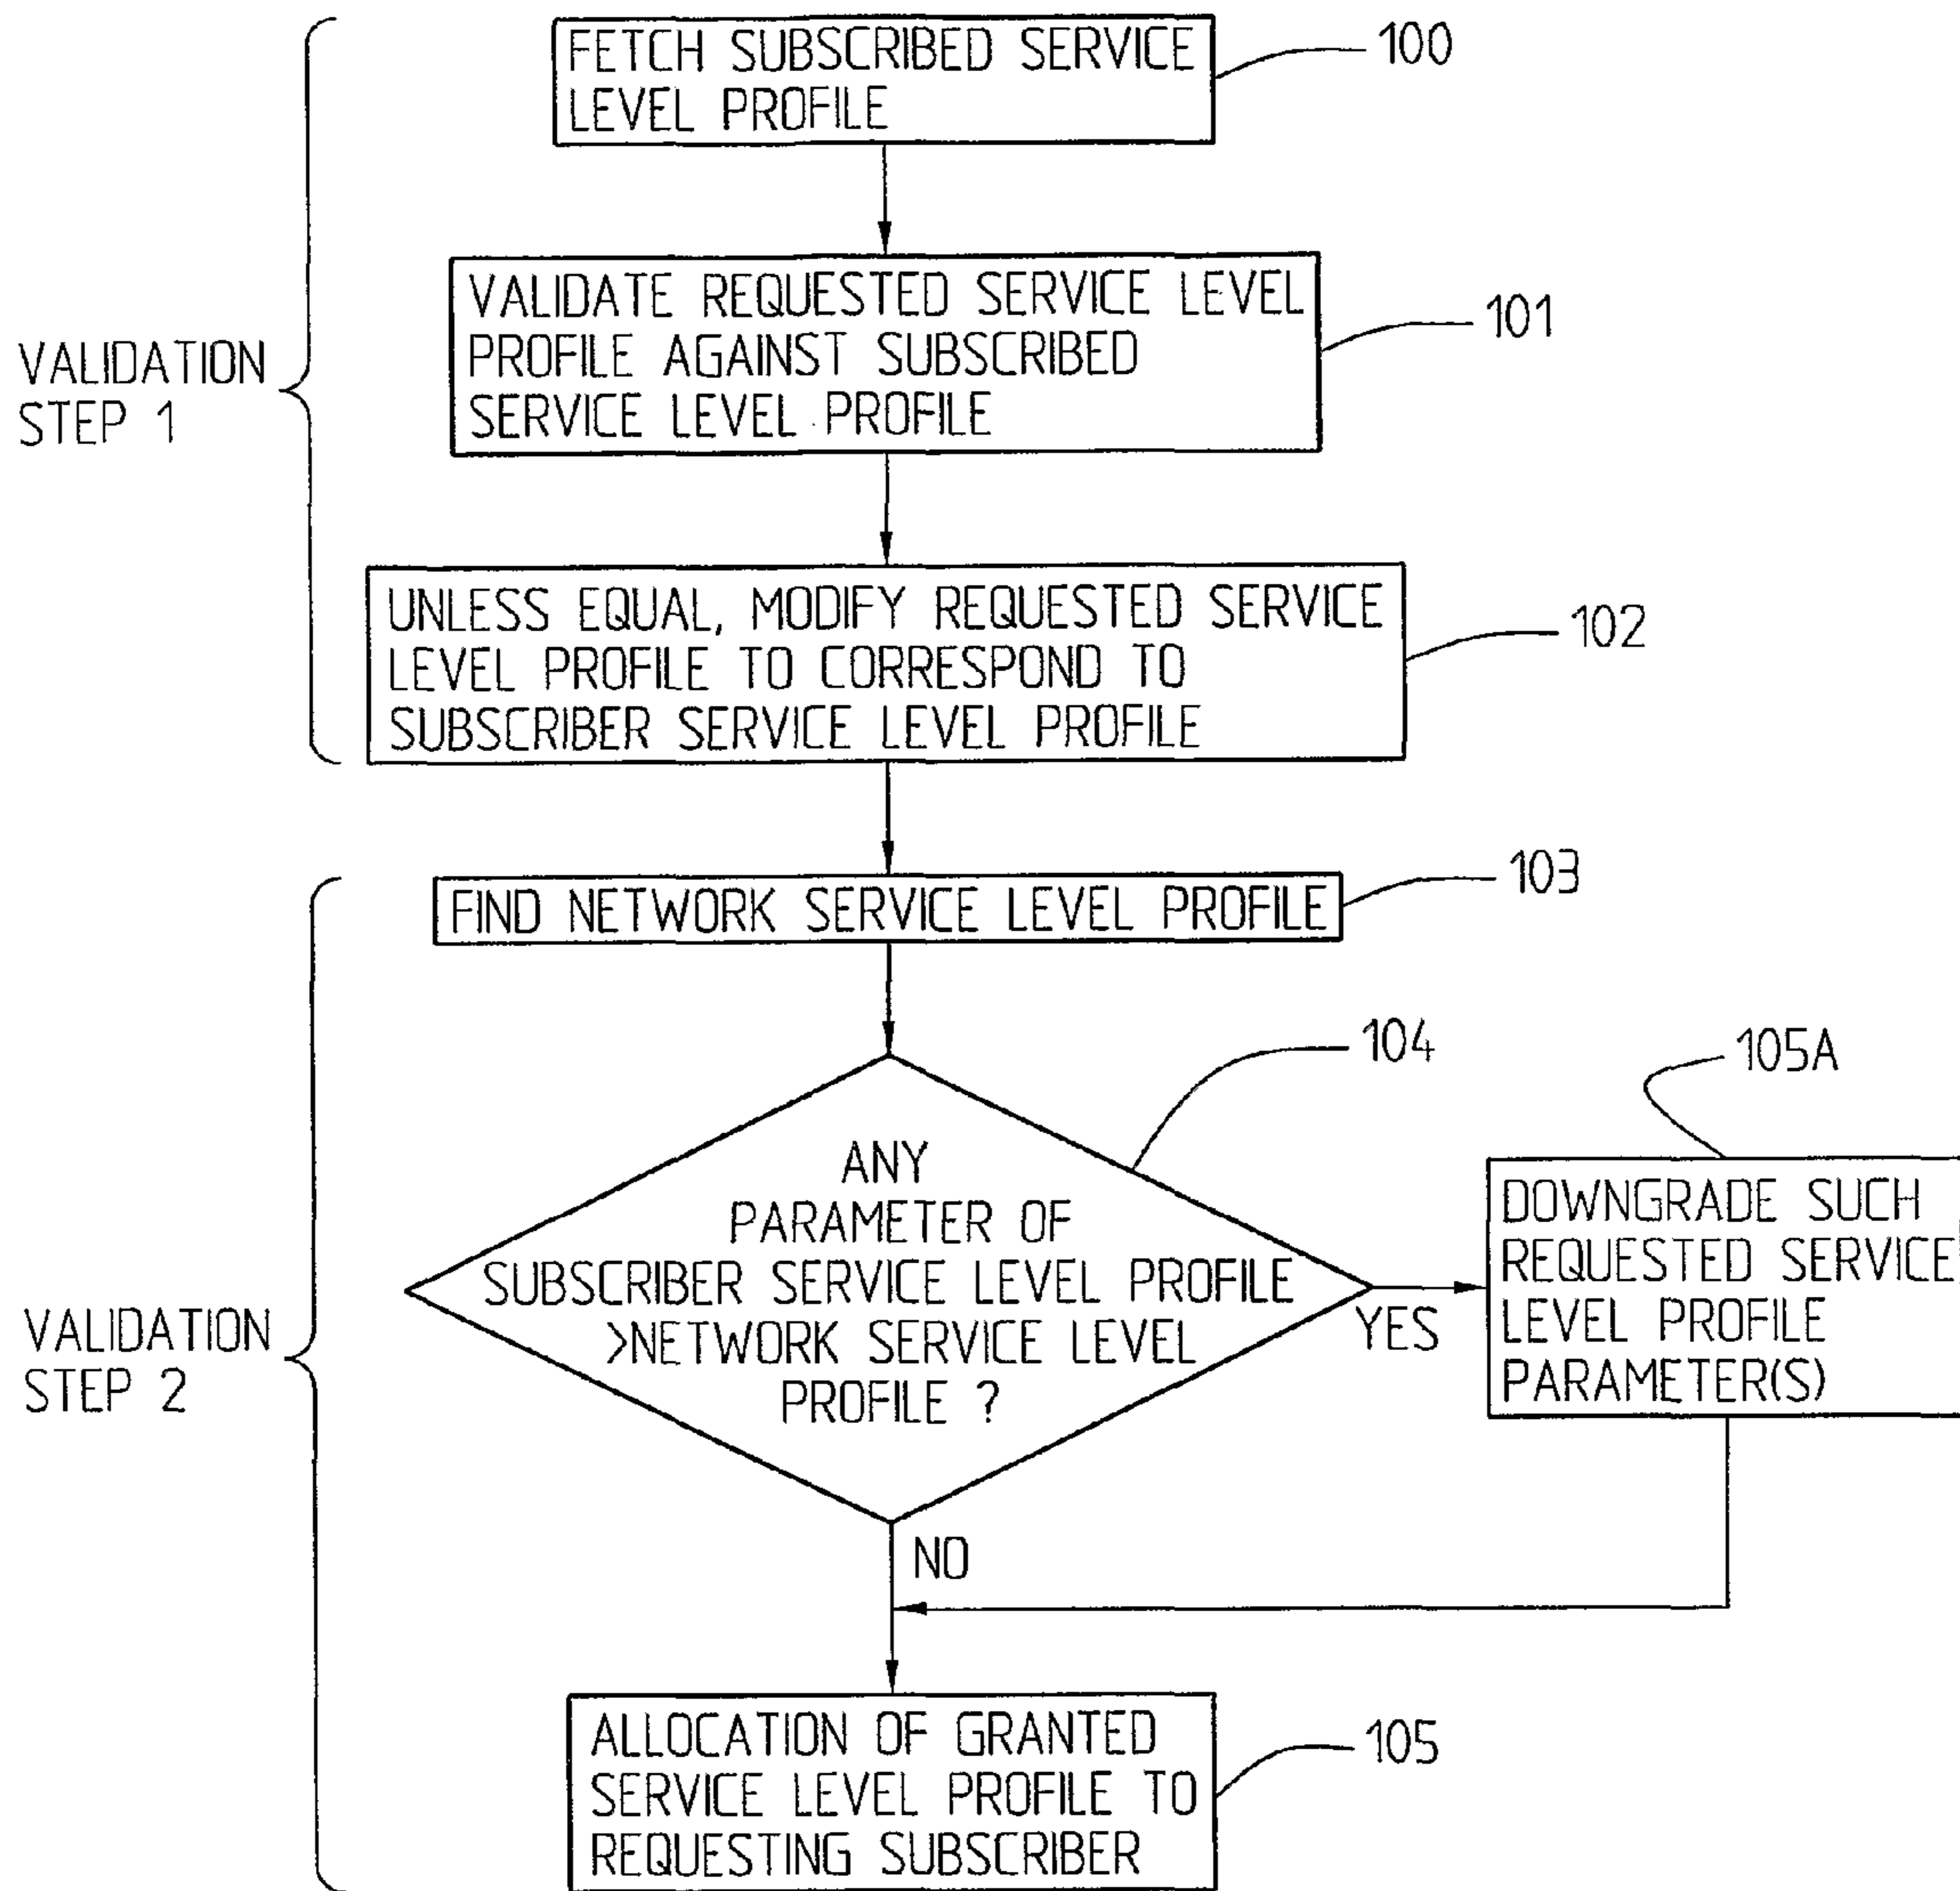 FETCH SUBSCRIBED SERVICE
LEVEL PROFILE
100
VALIDATE REQUESTED SERVICE LEVEL
PROFILE AGAINST SUBSCRIBED
SERVICE LEVEL PROFILE
101
VALIDATION
STEP 1
UNLESS EQUAL, MODIFY REQUESTED SERVICE
LEVEL PROFILE TO CORRESPOND TO
SUBSCRIBER SERVICE LEVEL PROFILE
102
FIND NETWORK SERVICE LEVEL PROFILE
103
104
ANY
PARAMETER OF
SUBSCRIBER SERVICE LEVEL PROFILE
>NETWORK SERVICE LEVEL
PROFILE ?
YES
105A
DOWNGRADE SUCH
REQUESTED SERVICE
LEVEL PROFILE
PARAMETER(S)
VALIDATION
STEP 2
NO
ALLOCATION OF GRANTED
SERVICE LEVEL PROFILE TO
REQUESTING SUBSCRIBER
105